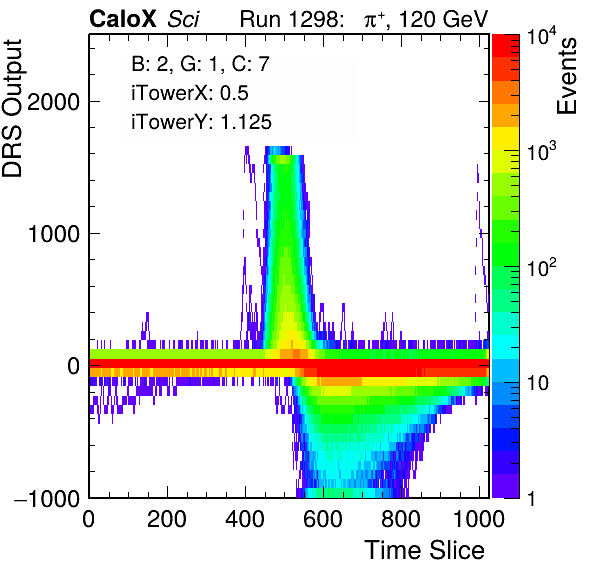 CaloX Sci Run 1298: π⁺, 120 GeV
B: 2, G: 1, C: 7
iTowerX: 0.5
iTowerY: 1.125
DRS Output
2000
1000
0
−1000
0 200 400 600 800 1000
Time Slice
Events
10⁴
10³
10²
10
1